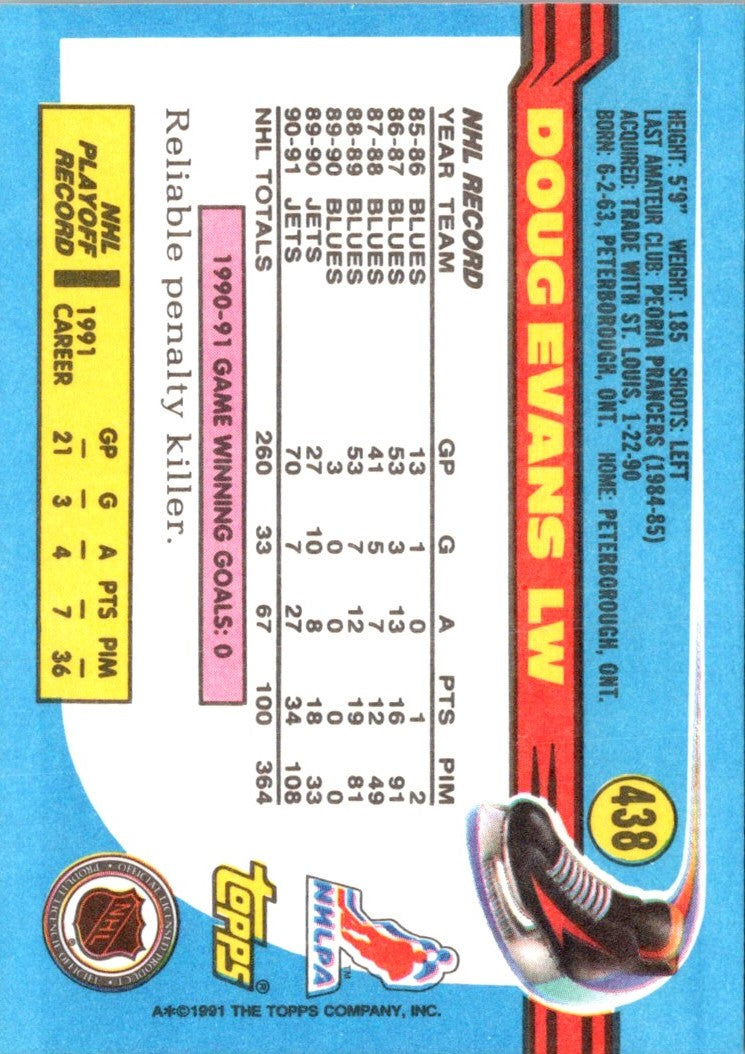 438
HEIGHT: 5'9" WEIGHT: 185 SHOOTS: LEFT
LAST AMATEUR CLUB: PEORIA PRANCERS (1984-85)
ACQUIRED: TRADE WITH ST. LOUIS, 1-22-90
BORN: 6-2-63, PETERBOROUGH, ONT. HOME: PETERBOROUGH, ONT.
DOUG EVANS LW
NHL RECORD
YEAR TEAM GP G A PTS PIM
85-86 BLUES 13 1 0 1 2
86-87 BLUES 53 3 13 16 91
87-88 BLUES 41 5 7 12 49
88-89 BLUES 53 7 12 19 81
89-90 BLUES 3 0 0 0 0
89-90 JETS 27 10 8 18 33
90-91 JETS 70 7 27 34 108
NHL TOTALS 260 33 67 100 364
1990-91 GAME WINNING GOALS: 0
Reliable penalty killer.
NHL PLAYOFF RECORD
GP G A PTS PIM
1991 – – – – –
CAREER 21 3 4 7 36
NHLPA™
topps®
NHL
OFFICIAL LICENSED PRODUCT
A*©1991 THE TOPPS COMPANY, INC.